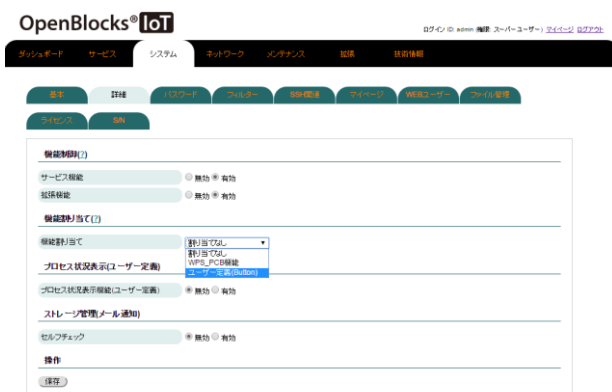 OpenBlocks® IoT
ログイン ID: admin (権限: スーパーユーザー) マイページ ログアウト
ダッシュボード サービス システム ネットワーク メンテナンス 拡張 技術情報
基本 詳細 パスワード フィルター SSH関連 マイページ WEBユーザー ファイル管理
ライセンス S/N
機能制御(?)
サービス機能 無効 有効
拡張機能 無効 有効
機能割り当て(?)
機能割り当て 割り当てなし
割り当てなし
WPS_PCB機能
ユーザー定義(Button)
プロセス状況表示(ユーザー定義)
プロセス状況表示機能(ユーザー定義) 無効 有効
ストレージ管理(メール通知)
セルフチェック 無効 有効
操作
保存